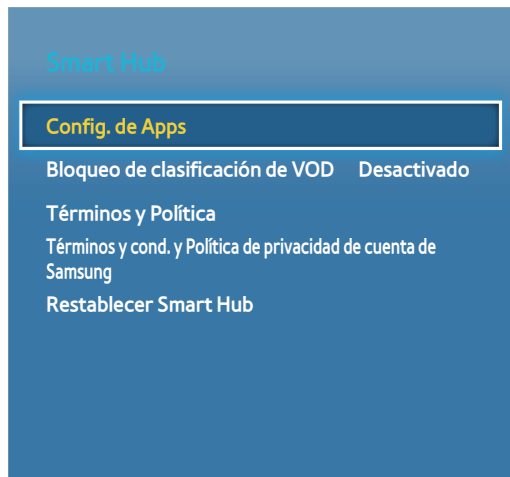 Smart Hub
Config. de Apps
Bloqueo de clasificación de VOD Desactivado
Términos y Política
Términos y cond. y Política de privacidad de cuenta de
Samsung
Restablecer Smart Hub